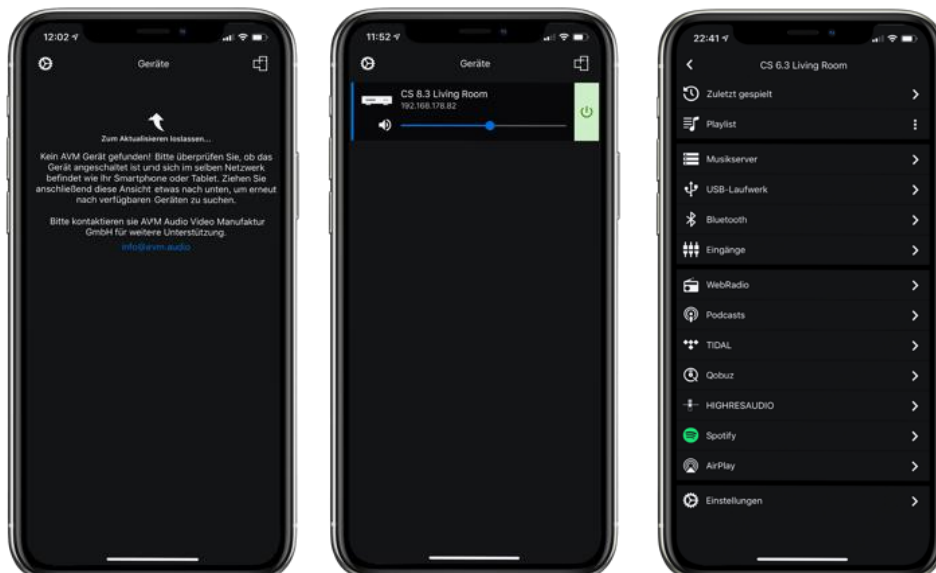 12:02
Geräte
Zum Aktualisieren loslassen...
Kein AVM Gerät gefunden! Bitte überprüfen Sie, ob das
Gerät angeschaltet ist und sich im selben Netzwerk
befindet wie Ihr Smartphone oder Tablet. Ziehen Sie
anschließend diese Ansicht etwas nach unten, um erneut
nach verfügbaren Geräten zu suchen.
Bitte kontaktieren sie AVM Audio Video Manufaktur
GmbH für weitere Unterstützung.
info@avm.audio
11:52
Geräte
CS 8.3 Living Room
192.168.178.82
22:41
CS 6.3 Living Room
Zuletzt gespielt
Playlist
Musikserver
USB-Laufwerk
Bluetooth
Eingänge
WebRadio
Podcasts
TIDAL
Qobuz
HIGHRESAUDIO
Spotify
AirPlay
Einstellungen